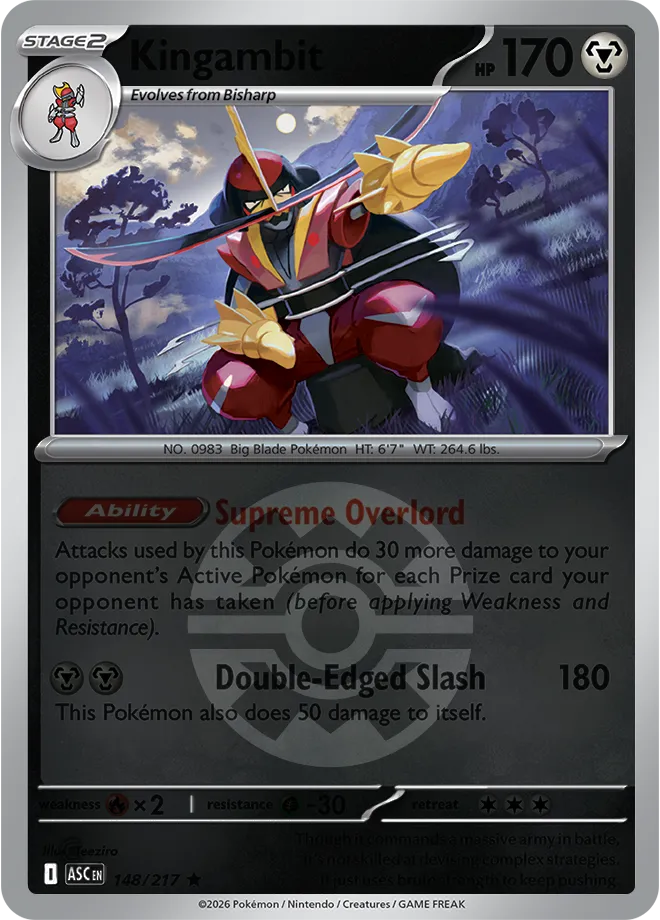 STAGE2
Kingambit
HP 170
Evolves from Bisharp
NO. 0983 Big Blade Pokémon HT: 6'7" WT: 264.6 lbs.
Ability Supreme Overlord
Attacks used by this Pokémon do 30 more damage to your
opponent's Active Pokémon for each Prize card your
opponent has taken (before applying Weakness and
Resistance).
Double-Edged Slash 180
This Pokémon also does 50 damage to itself.
weakness ×2 resistance -30 retreat
Though it commands a massive army in battle,
it's not skilled at devising complex strategies.
It just uses brute strength to keep pushing.
I ASC EN 148/217 ★
©2026 Pokémon / Nintendo / Creatures / GAME FREAK